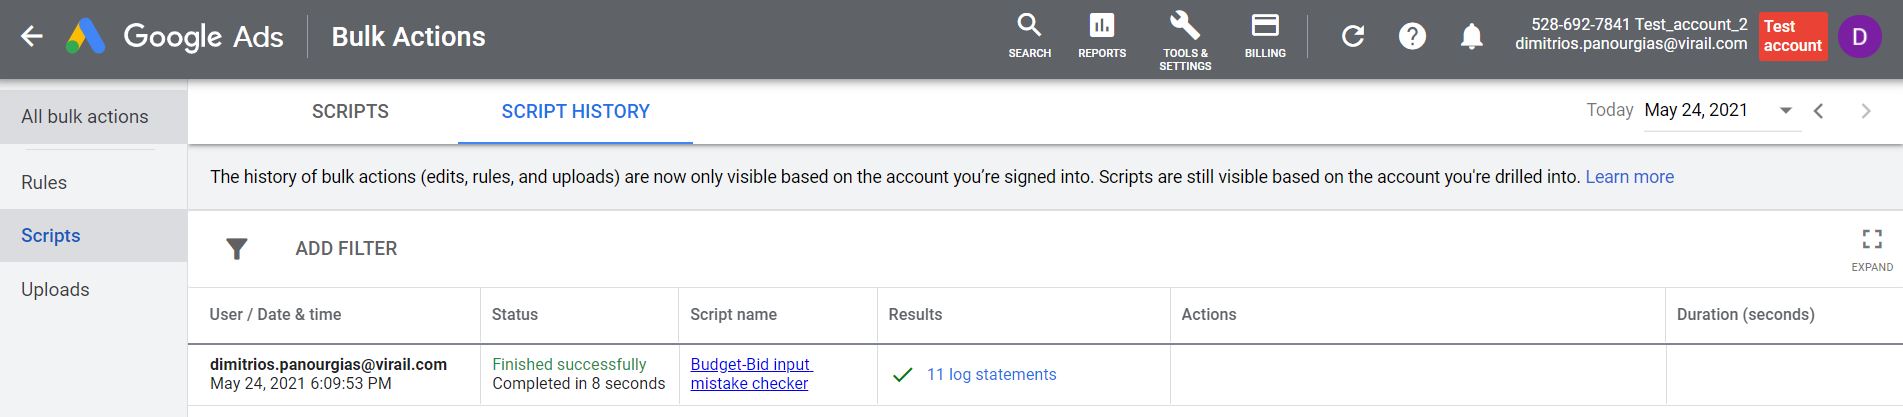 Google Ads
Bulk Actions
SEARCH
REPORTS
TOOLS &
SETTINGS
BILLING
528-692-7841 Test_account_2
dimitrios.panourgias@virail.com
Test
account
D
All bulk actions
Rules
Scripts
Uploads
SCRIPTS
SCRIPT HISTORY
Today May 24, 2021
The history of bulk actions (edits, rules, and uploads) are now only visible based on the account you’re signed into. Scripts are still visible based on the account you're drilled into. Learn more
ADD FILTER
EXPAND
User / Date & time
Status
Script name
Results
Actions
Duration (seconds)
dimitrios.panourgias@virail.com
May 24, 2021 6:09:53 PM
Finished successfully
Completed in 8 seconds
Budget-Bid input
mistake checker
11 log statements